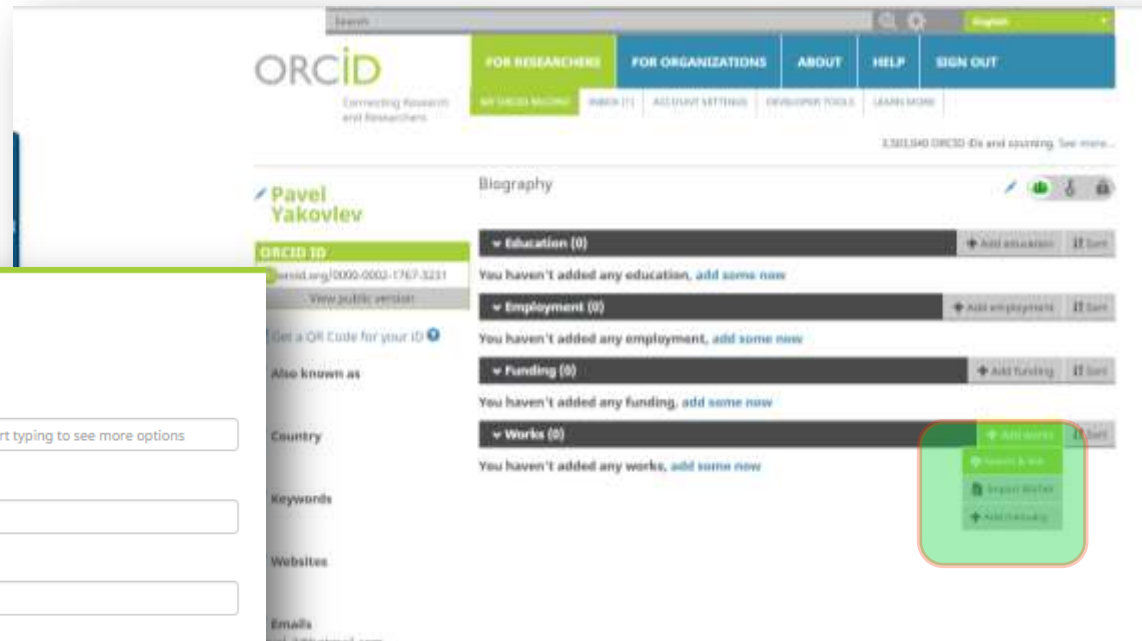 Search
English
ORCID
Connecting Research
and Researchers
FOR RESEARCHERS FOR ORGANIZATIONS ABOUT HELP SIGN OUT
MY ORCID RECORD INBOX (1) ACCOUNT SETTINGS DEVELOPER TOOLS LEARN MORE
ORCID iDs and counting. See more...
Pavel
Yakovlev
Biography
ORCID ID
orcid.org/0000-0002-1767-3231
View public version
Get a QR Code for your iD
Also known as
Country
Keywords
Websites
Emails
Education (0) Add education Sort
You haven't added any education, add some now
Employment (0) Add employment Sort
You haven't added any employment, add some now
Funding (0) Add funding Sort
You haven't added any funding, add some now
Works (0) Add works Sort
You haven't added any works, add some now
Search & link
Import BibTeX
Add manually
rt typing to see more options